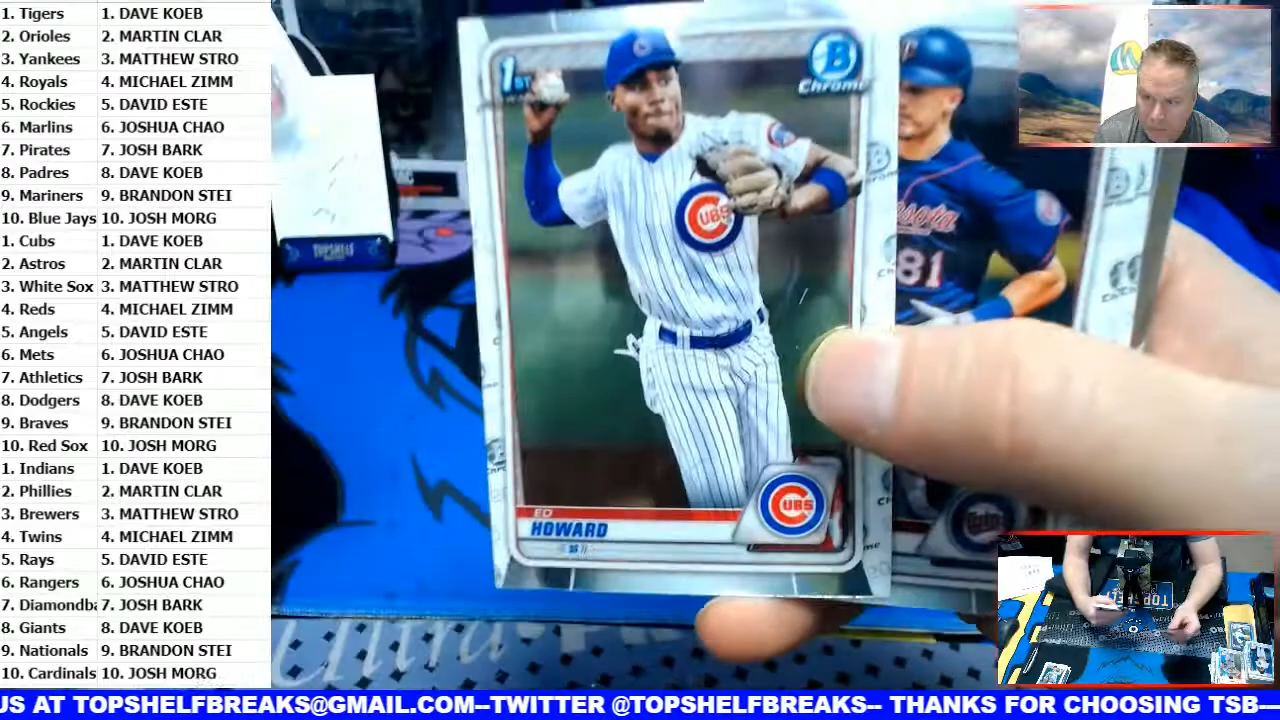 1. Tigers 1. DAVE KOEB
2. Orioles 2. MARTIN CLAR
3. Yankees 3. MATTHEW STRO
4. Royals 4. MICHAEL ZIMM
5. Rockies 5. DAVID ESTE
6. Marlins 6. JOSHUA CHAO
7. Pirates 7. JOSH BARK
8. Padres 8. DAVE KOEB
9. Mariners 9. BRANDON STEI
10. Blue Jays 10. JOSH MORG
1. Cubs 1. DAVE KOEB
2. Astros 2. MARTIN CLAR
3. White Sox 3. MATTHEW STRO
4. Reds 4. MICHAEL ZIMM
5. Angels 5. DAVID ESTE
6. Mets 6. JOSHUA CHAO
7. Athletics 7. JOSH BARK
8. Dodgers 8. DAVE KOEB
9. Braves 9. BRANDON STEI
10. Red Sox 10. JOSH MORG
1. Indians 1. DAVE KOEB
2. Phillies 2. MARTIN CLAR
3. Brewers 3. MATTHEW STRO
4. Twins 4. MICHAEL ZIMM
5. Rays 5. DAVID ESTE
6. Rangers 6. JOSHUA CHAO
7. Diamondba 7. JOSH BARK
8. Giants 8. DAVE KOEB
9. Nationals 9. BRANDON STEI
10. Cardinals 10. JOSH MORG
1ST
B
Chrome
CUBS
CUBS
ED
HOWARD
81
TOPSHELF
Ultra
US AT TOPSHELFBREAKS@GMAIL.COM--TWITTER @TOPSHELFBREAKS-- THANKS FOR CHOOSING TSB---